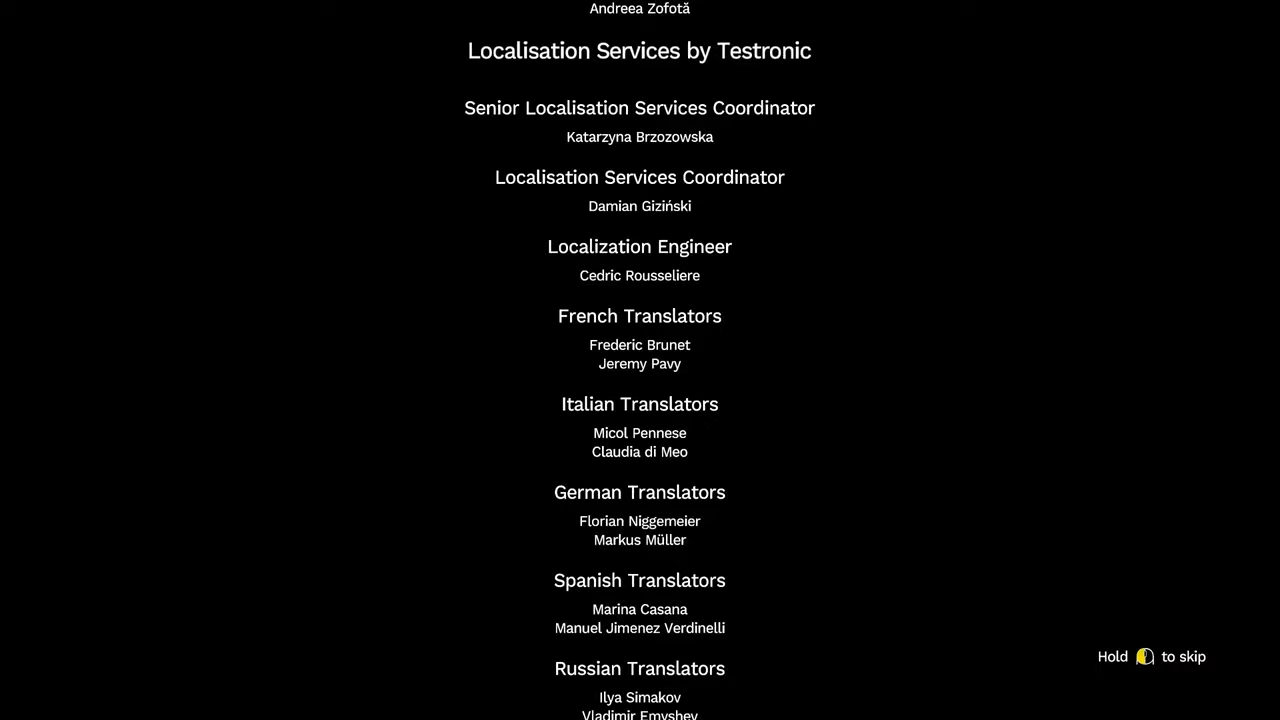 Andreea Zofotă
Localisation Services by Testronic
Senior Localisation Services Coordinator
Katarzyna Brzozowska
Localisation Services Coordinator
Damian Giziński
Localization Engineer
Cedric Rousseliere
French Translators
Frederic Brunet
Jeremy Pavy
Italian Translators
Micol Pennese
Claudia di Meo
German Translators
Florian Niggemeier
Markus Müller
Spanish Translators
Marina Casana
Manuel Jimenez Verdinelli
Hold to skip
Russian Translators
Ilya Simakov
Vladimir Emyshev